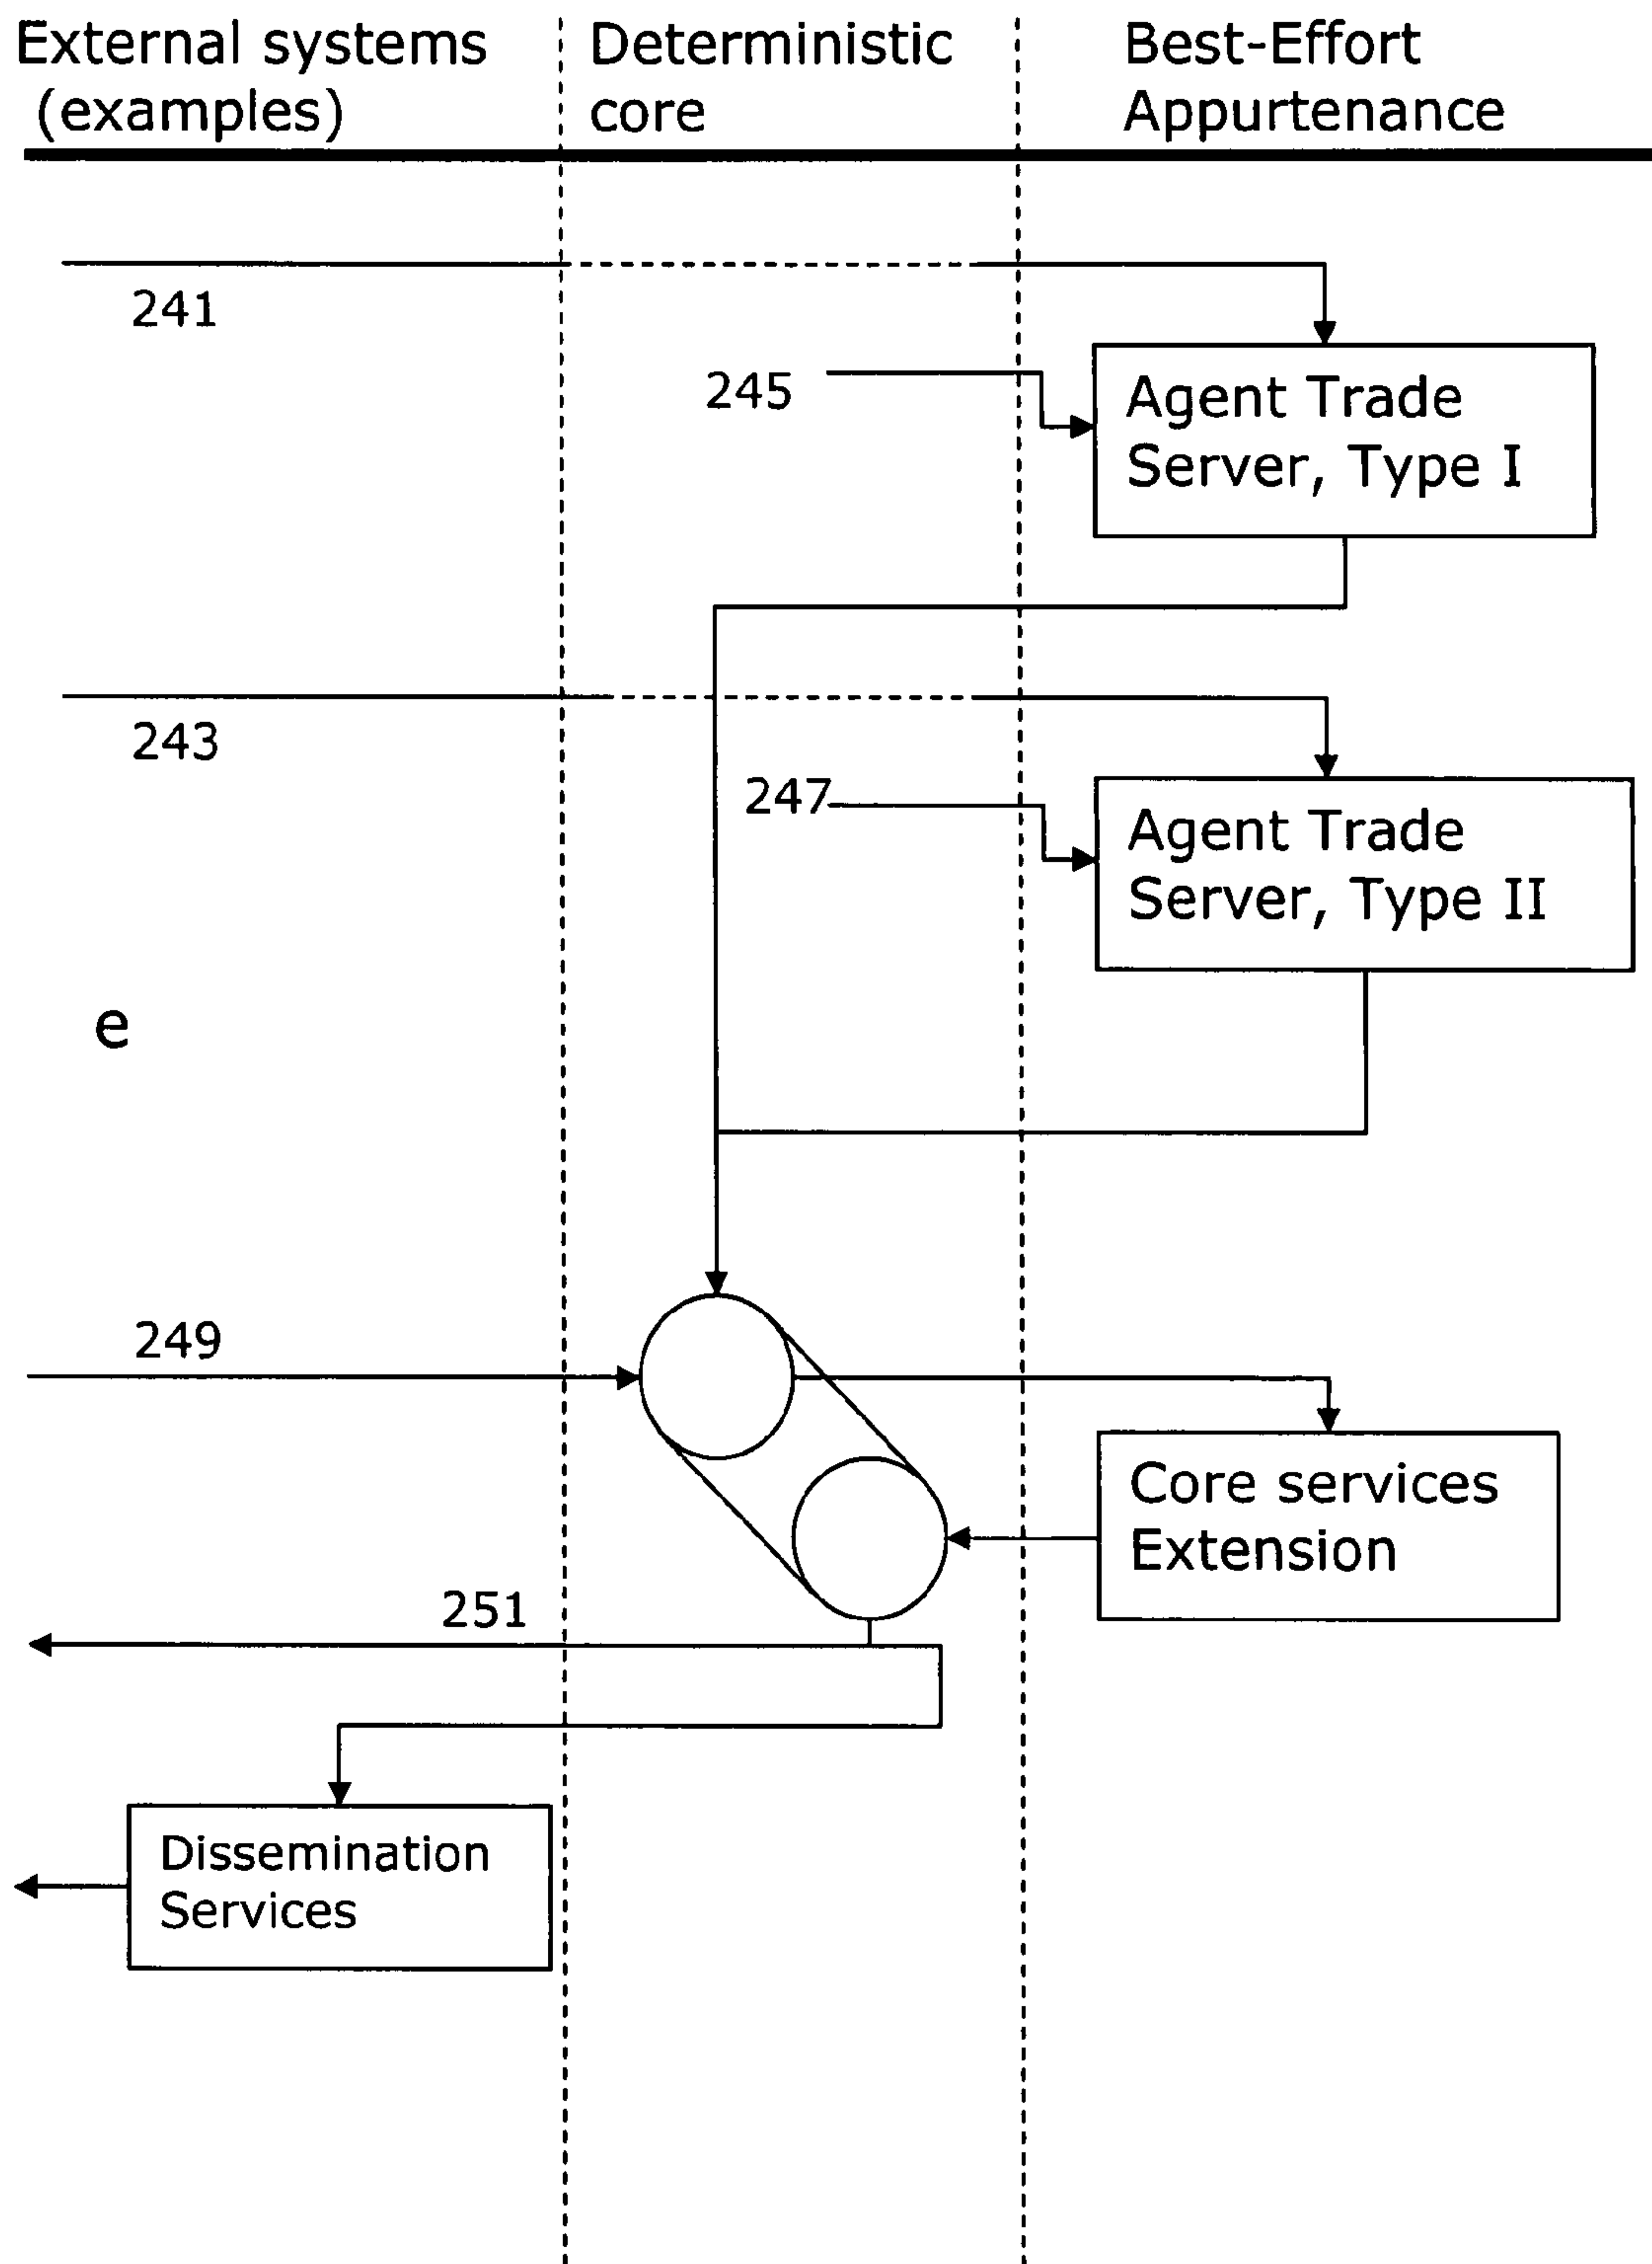 External systems
(examples)
Deterministic
core
Best-Effort
Appurtenance
241
245
Agent Trade
Server, Type I
243
247
Agent Trade
Server, Type II
e
249
Core services
Extension
251
Dissemination
Services